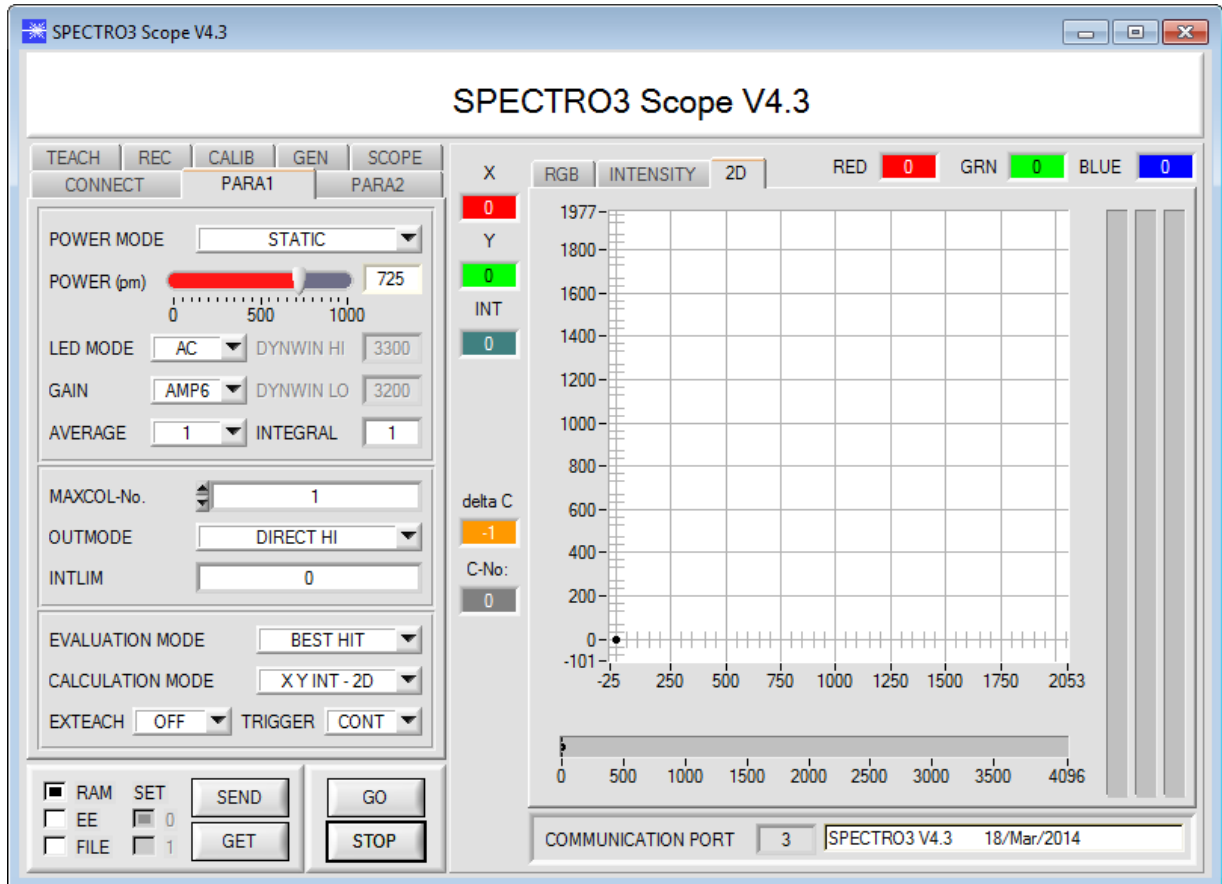 SPECTRO3 Scope V4.3
SPECTRO3 Scope V4.3
TEACH REC CALIB GEN SCOPE
CONNECT PARA1 PARA2
POWER MODE STATIC
POWER (pm) 725
0 500 1000
LED MODE AC DYNWIN HI 3300
GAIN AMP6 DYNWIN LO 3200
AVERAGE 1 INTEGRAL 1
MAXCOL-No. 1
OUTMODE DIRECT HI
INTLIM 0
EVALUATION MODE BEST HIT
CALCULATION MODE X Y INT - 2D
EXTEACH OFF TRIGGER CONT
RAM SET SEND GO
EE 0
FILE 1 GET STOP
X
0
Y
0
INT
0
delta C
-1
C-No:
0
RGB INTENSITY 2D RED 0 GRN 0 BLUE 0
1977
1800
1600
1400
1200
1000
800
600
400
200
0
-101
-25 250 500 750 1000 1250 1500 1750 2053
0 500 1000 1500 2000 2500 3000 3500 4096
COMMUNICATION PORT 3 SPECTRO3 V4.3 18/Mar/2014